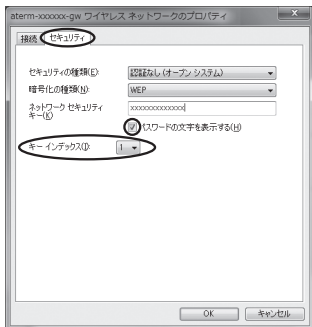 aterm-xxxxxx-gw ワイヤレス ネットワークのプロパティ
接続 セキュリティ
セキュリティの種類(E): 認証なし (オープン システム)
暗号化の種類(N): WEP
ネットワーク セキュリティ キー(K) xxxxxxxxxxxxx
パスワードの文字を表示する(H)
キー インデックス(I): 1
OK キャンセル